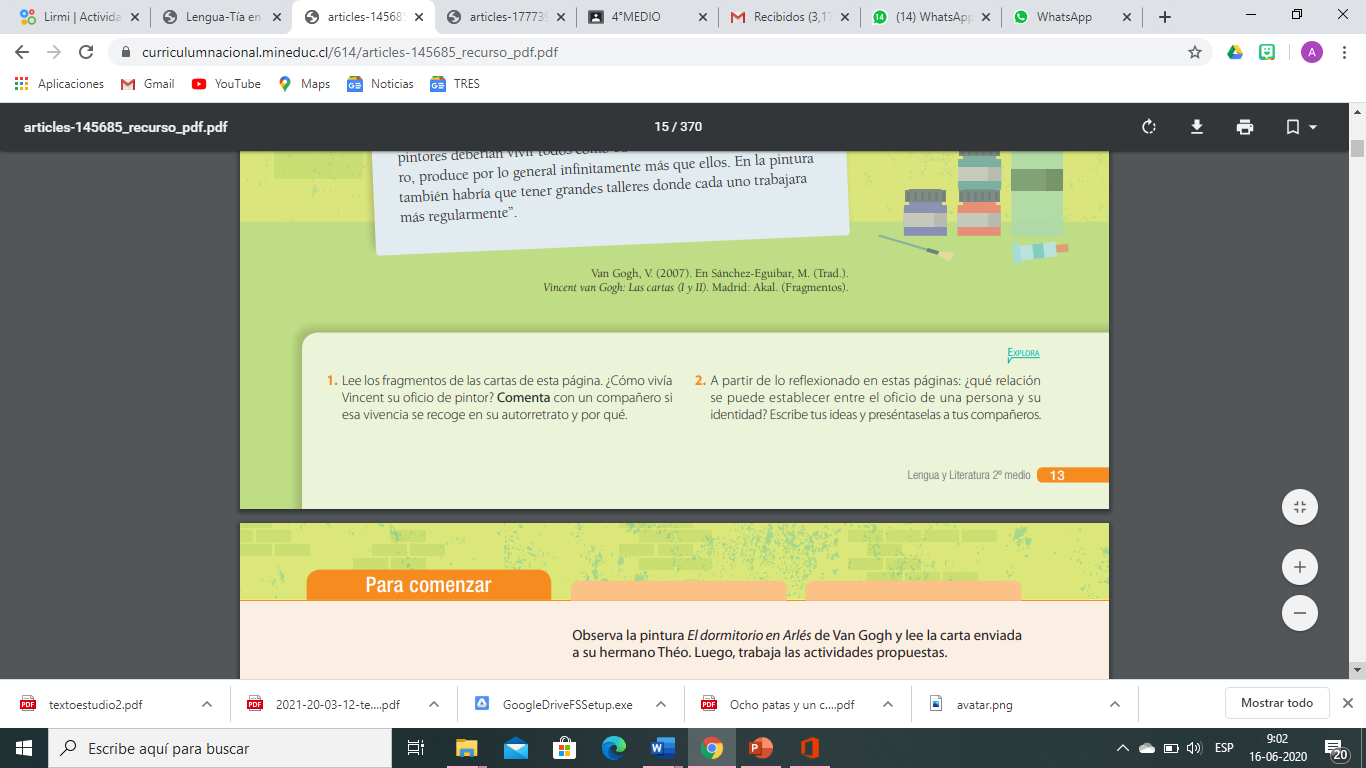 Lirmi | Activida
Lengua-Tía en
articles-14568
articles-17773
4°MEDIO
Recibidos (3,17
(14) WhatsApp
WhatsApp
curriculumnacional.mineduc.cl/614/articles-145685_recurso_pdf.pdf
A
Aplicaciones
Gmail
YouTube
Maps
Noticias
TRES
articles-145685_recurso_pdf.pdf
15 / 370
pintores deberían vivir todos como
ro, produce por lo general infinitamente más que ellos. En la pintura
también habría que tener grandes talleres donde cada uno trabajara
más regularmente”.
Van Gogh, V. (2007). En Sánchez-Eguibar, M. (Trad.).
Vincent van Gogh: Las cartas (I y II). Madrid: Akal. (Fragmentos).
EXPLORA
1. Lee los fragmentos de las cartas de esta página. ¿Cómo vivía
Vincent su oficio de pintor? Comenta con un compañero si
esa vivencia se recoge en su autorretrato y por qué.
2. A partir de lo reflexionado en estas páginas: ¿qué relación
se puede establecer entre el oficio de una persona y su
identidad? Escribe tus ideas y preséntaselas a tus compañeros.
Lengua y Literatura 2º medio 13
Para comenzar
Observa la pintura El dormitorio en Arlés de Van Gogh y lee la carta enviada
a su hermano Théo. Luego, trabaja las actividades propuestas.
textoestudio2.pdf
2021-20-03-12-te....pdf
GoogleDriveFSSetup.exe
Ocho patas y un c....pdf
avatar.png
Mostrar todo
Escribe aquí para buscar
ESP
9:02
16-06-2020
20